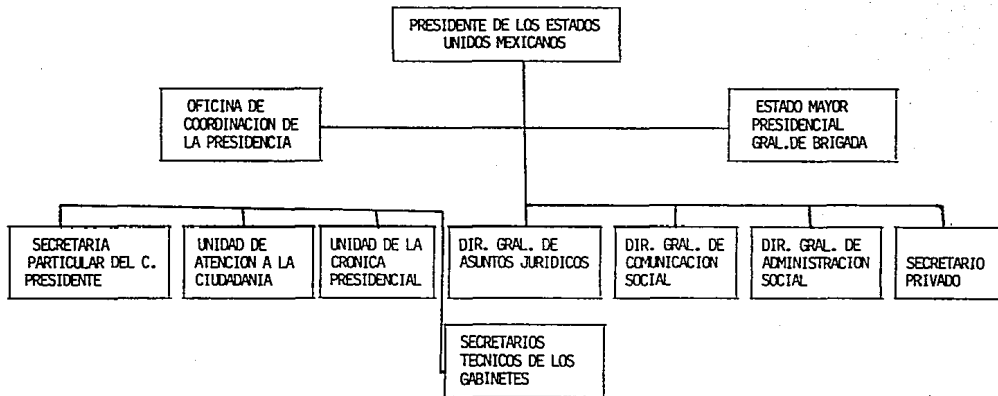 PRESIDENTE DE LOS ESTADOS
UNIDOS MEXICANOS
OFICINA DE
COORDINACION DE
LA PRESIDENCIA
ESTADO MAYOR
PRESIDENCIAL
GRAL.DE BRIGADA
SECRETARIA
PARTICULAR DEL C.
PRESIDENTE
UNIDAD DE
ATENCION A LA
CIUDADANIA
UNIDAD DE LA
CRONICA
PRESIDENCIAL
DIR. GRAL. DE
ASUNTOS JURIDICOS
DIR. GRAL. DE
COMUNICACION
SOCIAL
DIR. GRAL. DE
ADMINISTRACION
SOCIAL
SECRETARIO
PRIVADO
SECRETARIOS
TECNICOS DE LOS
GABINETES